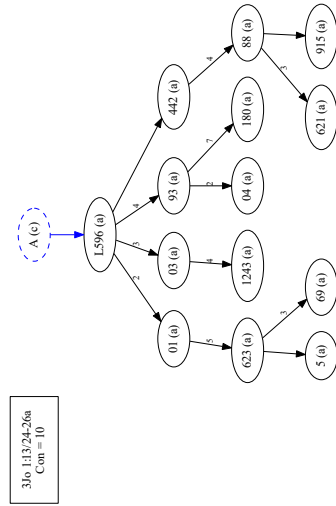 3Jo 1:13/24-26a
Con = 10
A (c)
L596 (a)
2
3
4
01 (a)
03 (a)
93 (a)
442 (a)
5
4
2
7
4
623 (a)
1243 (a)
04 (a)
180 (a)
88 (a)
3
3
5 (a)
69 (a)
621 (a)
915 (a)